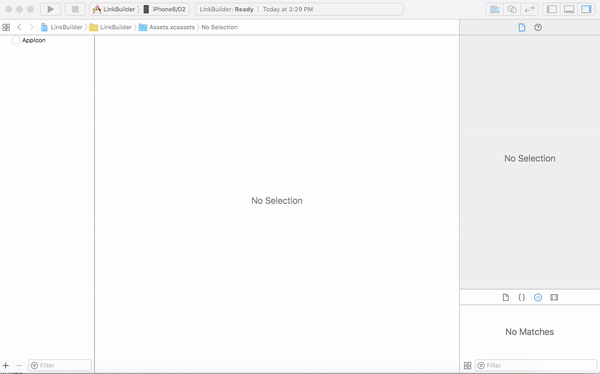 LinkBuilder iPhone6/02 LinkBuilder: Ready Today at 3:29 PM
LinkBuilder LinkBuilder Assets.xcassets No Selection
AppIcon
No Selection
No Selection
No Matches
Filter
Filter